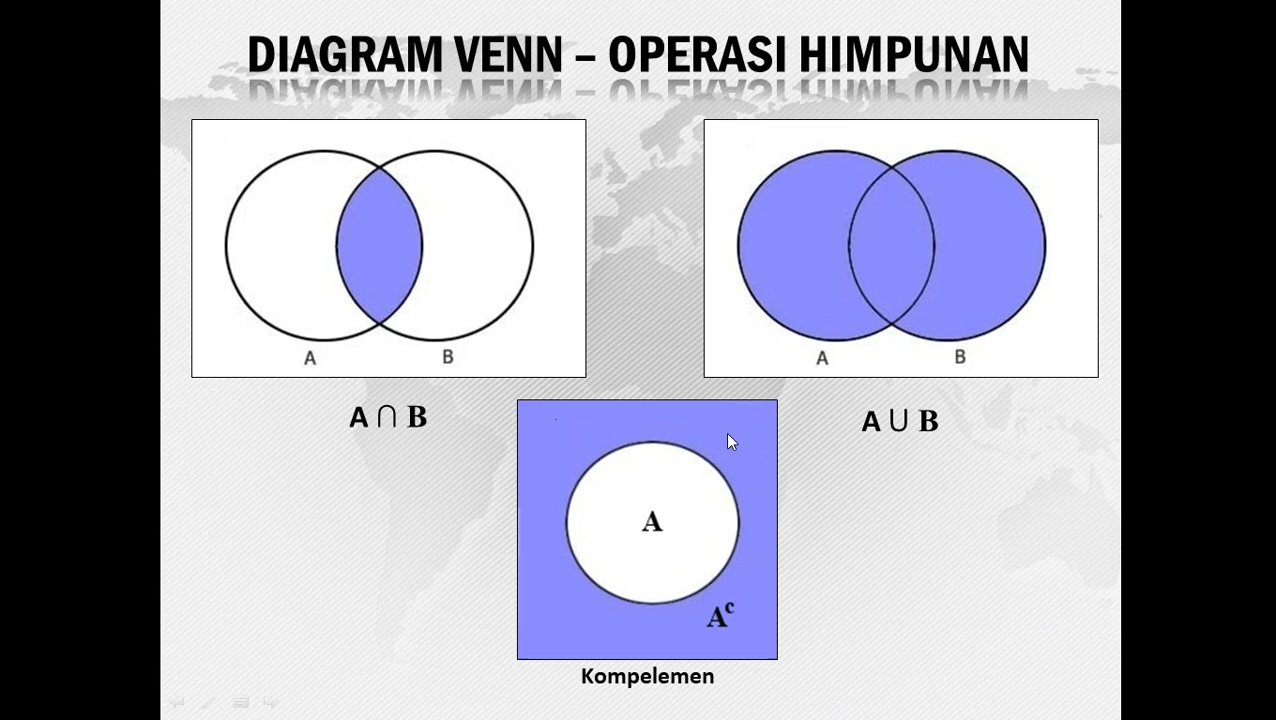 DIAGRAM VENN – OPERASI HIMPUNAN
A B
A B
A ∩ B
A ∪ B
A
Aᶜ
Kompelemen